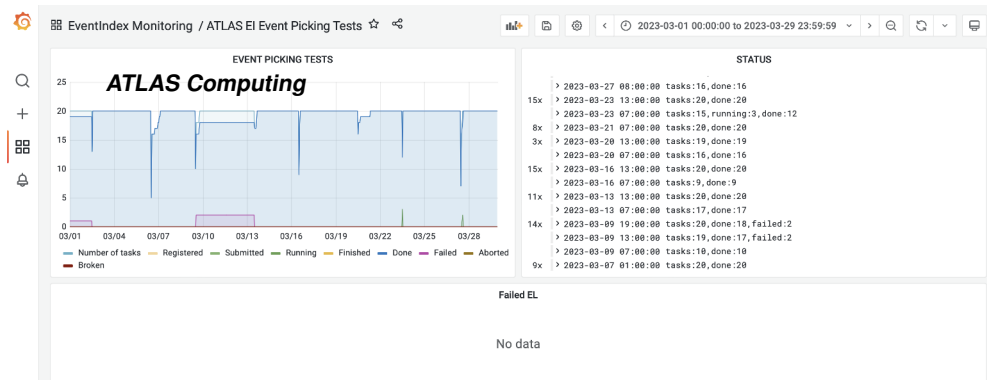 EventIndex Monitoring / ATLAS EI Event Picking Tests
2023-03-01 00:00:00 to 2023-03-29 23:59:59
EVENT PICKING TESTS
ATLAS Computing
25
20
15
10
5
0
03/01 03/04 03/07 03/10 03/13 03/16 03/19 03/22 03/25 03/28
Number of tasks Registered Submitted Running Finished Done Failed Aborted
Broken
STATUS
> 2023-03-27 08:00:00 tasks:16,done:16
15x > 2023-03-23 13:00:00 tasks:20,done:20
> 2023-03-23 07:00:00 tasks:15,running:3,done:12
8x > 2023-03-21 07:00:00 tasks:20,done:20
3x > 2023-03-20 13:00:00 tasks:19,done:19
> 2023-03-20 07:00:00 tasks:16,done:16
15x > 2023-03-16 13:00:00 tasks:20,done:20
> 2023-03-16 07:00:00 tasks:9,done:9
11x > 2023-03-13 13:00:00 tasks:20,done:20
> 2023-03-13 07:00:00 tasks:17,done:17
14x > 2023-03-09 19:00:00 tasks:20,done:18,failed:2
> 2023-03-09 13:00:00 tasks:19,done:17,failed:2
> 2023-03-09 07:00:00 tasks:10,done:10
9x > 2023-03-07 01:00:00 tasks:20,done:20
Failed EL
No data